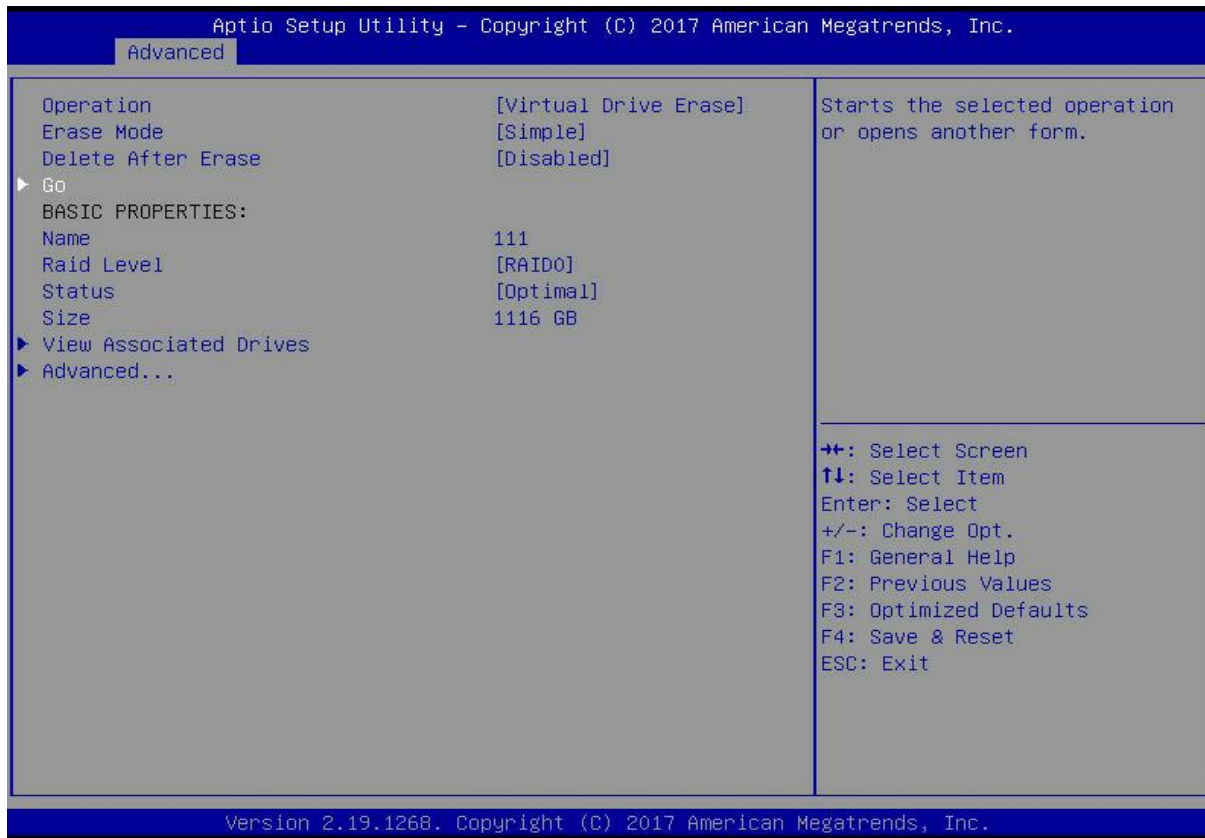 Aptio Setup Utility – Copyright (C) 2017 American Megatrends, Inc.
Advanced
Operation [Virtual Drive Erase]
Erase Mode [Simple]
Delete After Erase [Disabled]
▶ Go
BASIC PROPERTIES:
Name 111
Raid Level [RAID0]
Status [Optimal]
Size 1116 GB
▶ View Associated Drives
▶ Advanced...
Starts the selected operation
or opens another form.
→←: Select Screen
↑↓: Select Item
Enter: Select
+/-: Change Opt.
F1: General Help
F2: Previous Values
F3: Optimized Defaults
F4: Save & Reset
ESC: Exit
Version 2.19.1268. Copyright (C) 2017 American Megatrends, Inc.